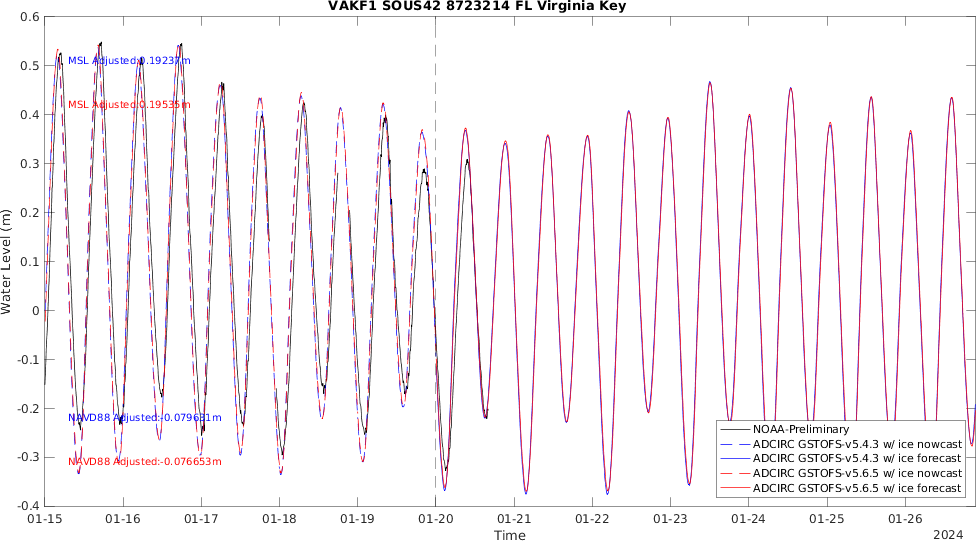 VAKF1 SOUS42 8723214 FL Virginia Key
0.6
0.5
0.4
0.3
0.2
0.1
0
-0.1
-0.2
-0.3
-0.4
Water Level (m)
MSL Adjusted:0.19237m
MSL Adjusted:0.19535m
NAVD88 Adjusted:-0.079631m
NAVD88 Adjusted:-0.076653m
NOAA-Preliminary
ADCIRC GSTOFS-v5.4.3 w/ ice nowcast
ADCIRC GSTOFS-v5.4.3 w/ ice forecast
ADCIRC GSTOFS-v5.6.5 w/ ice nowcast
ADCIRC GSTOFS-v5.6.5 w/ ice forecast
01-15 01-16 01-17 01-18 01-19 01-20 01-21 01-22 01-23 01-24 01-25 01-26
Time
2024